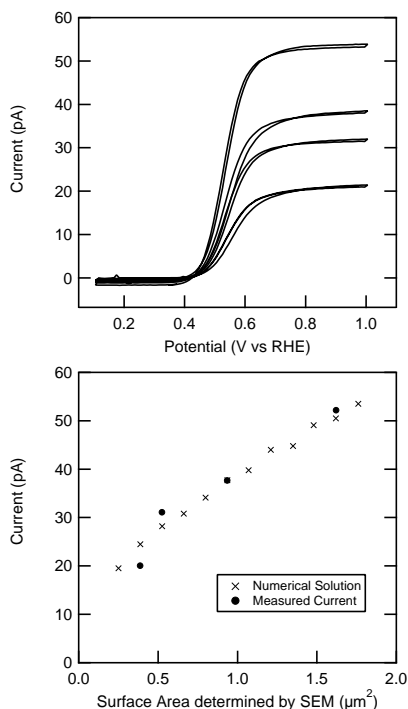 60
50
40
30
20
10
0
Current (pA)
0.2 0.4 0.6 0.8 1.0
Potential (V vs RHE)
60
50
40
30
20
10
0
Current (pA)
× Numerical Solution
● Measured Current
0.0 0.5 1.0 1.5 2.0
Surface Area determined by SEM (µm²)